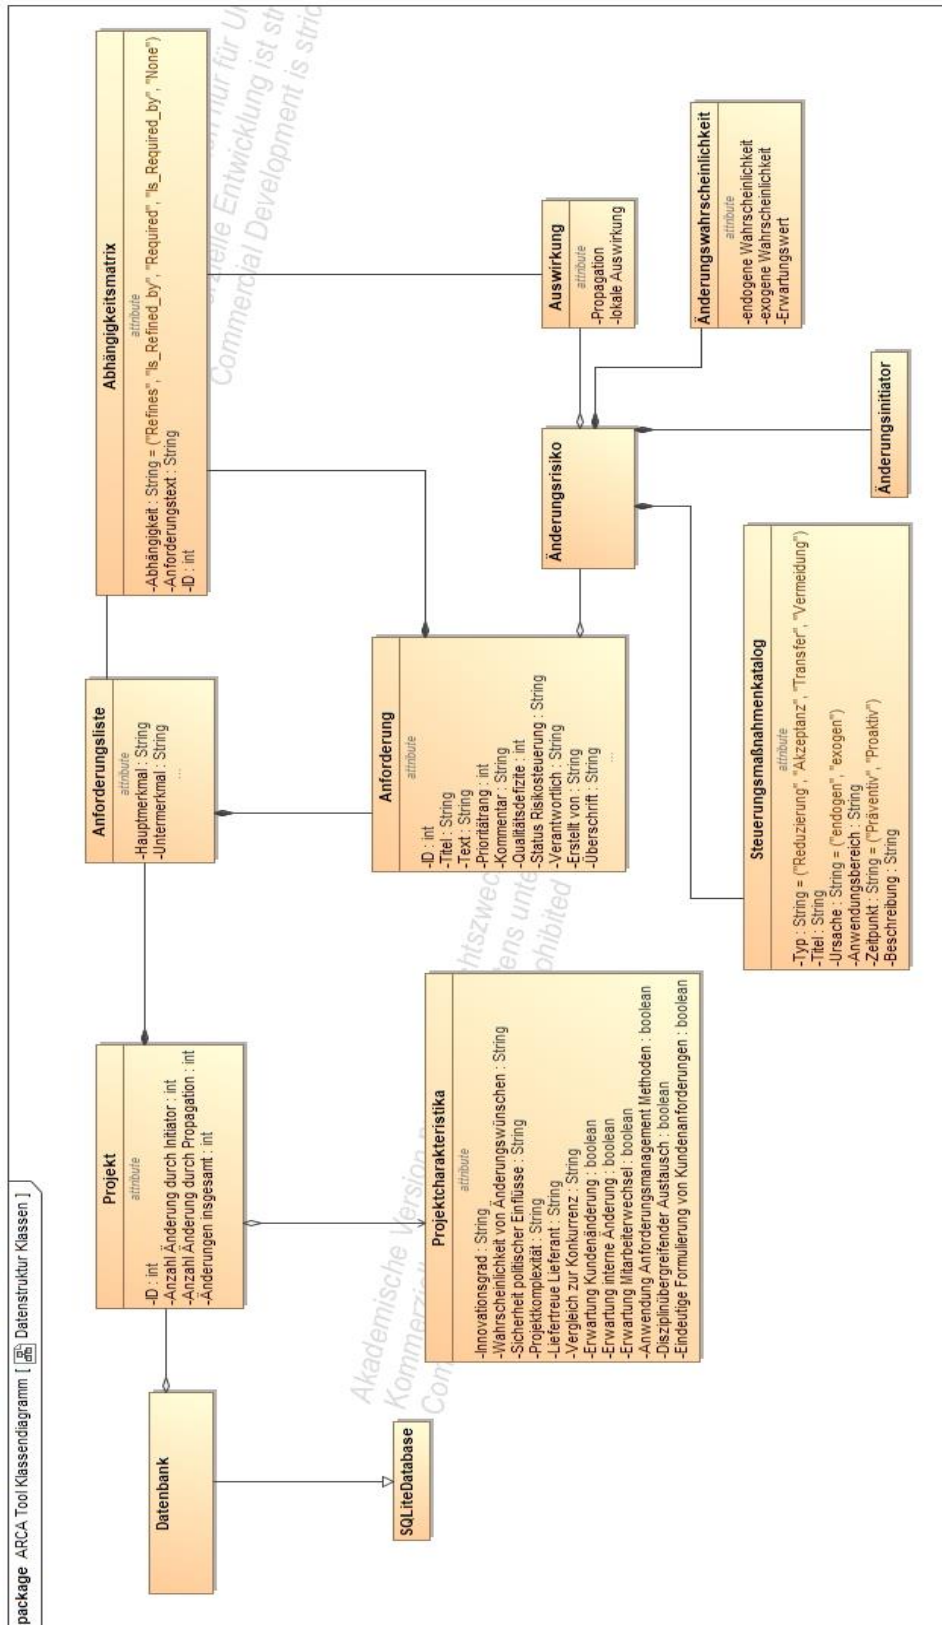 package ARCA Tool Klassendiagramm [ Datenstruktur Klassen ]
Datenbank
SQLiteDatabase
Projekt
attribute
-ID : int
-Anzahl Änderung durch Initiator : int
-Anzahl Änderung durch Propagation : int
-Änderungen insgesamt : int
Projektcharakteristika
attribute
-Innovationsgrad : String
-Wahrscheinlichkeit von Änderungswünschen : String
-Sicherheit politischer Einflüsse : String
-Projektkomplexität : String
-Liefertreue Lieferant : String
-Vergleich zur Konkurrenz : String
-Erwartung Kundenänderung : boolean
-Erwartung interne Änderung : boolean
-Erwartung Mitarbeiterwechsel : boolean
-Anwendung Anforderungsmanagement Methoden : boolean
-Disziplinübergreifender Austausch : boolean
-Eindeutige Formulierung von Kundenanforderungen : boolean
Anforderungsliste
attribute
-Hauptmerkmal : String
-Untermerkmal : String
...
Anforderung
attribute
-ID : int
-Titel : String
-Text : String
-Prioritätrang : int
-Kommentar : String
-Qualitätsdefizite : int
-Status Risikosteuerung : String
-Verantwortlich : String
-Erstellt von : String
-Überschrift : String
...
Abhängigkeitsmatrix
attribute
-Abhängigkeit : String = ("Refines", "Is_Refined_by", "Required", "Is_Required_by", "None")
-Anforderungstext : String
-ID : int
Änderungsrisiko
Auswirkung
attribute
-Propagation
-lokale Auswirkung
Änderungswahrscheinlichkeit
attribute
-endogene Wahrscheinlichkeit
-exogene Wahrscheinlichkeit
-Erwartungswert
Änderungsinitiator
Steuerungsmaßnahmenkatalog
attribute
-Typ : String = ("Reduzierung", "Akzeptanz", "Transfer", "Vermeidung")
-Titel : String
-Ursache : String = ("endogen", "exogen")
-Anwendungsbereich : String
-Zeitpunkt : String = ("Präventiv", "Proaktiv")
-Beschreibung : String
Akademische Version
Kommerzielle Entwicklung ist
Commercial Development is